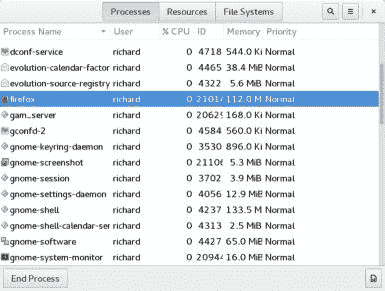 Processes Resources File Systems
Process Name User % CPU ID Memory Priority
dconf-service richard 0 4718 544.0 Ki Normal
evolution-calendar-factor richard 0 4465 38.4 MiB Normal
evolution-source-registry richard 0 4322 5.6 MiB Normal
firefox richard 0 21014 112.0 M Normal
gam_server richard 0 20629 168.0 Ki Normal
gconfd-2 richard 0 4584 560.0 Ki Normal
gnome-keyring-daemon richard 0 3530 896.0 Ki Normal
gnome-screenshot richard 0 21106 5.3 MiB Normal
gnome-session richard 0 3702 3.9 MiB Normal
gnome-settings-daemon richard 0 4056 12.9 MiB Normal
gnome-shell richard 0 4237 133.5 M Normal
gnome-shell-calendar-ser richard 0 4313 2.5 MiB Normal
gnome-software richard 0 4427 65.0 MiB Normal
gnome-system-monitor richard 0 20944 16.0 MiB Normal
End Process